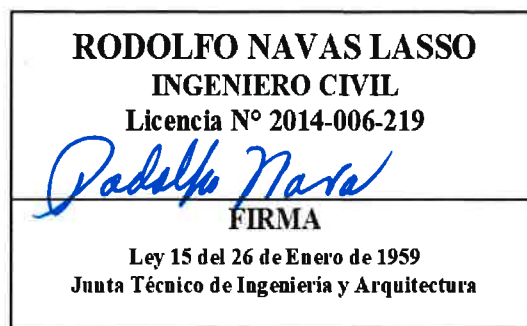 RODOLFO NAVAS LASSO
INGENIERO CIVIL
Licencia N° 2014-006-219
Rodolfo Nava
FIRMA
Ley 15 del 26 de Enero de 1959
Junta Técnico de Ingeniería y Arquitectura